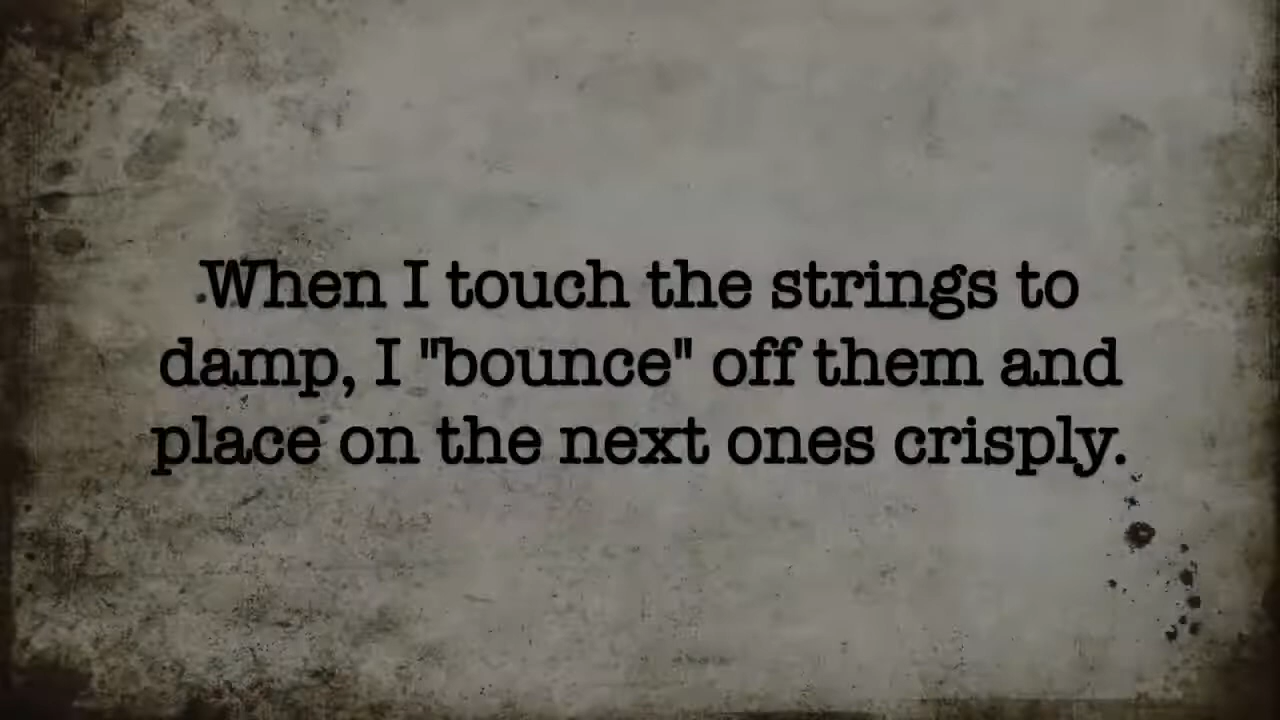 When I touch the strings to
damp, I "bounce" off them and
place on the next ones crisply.